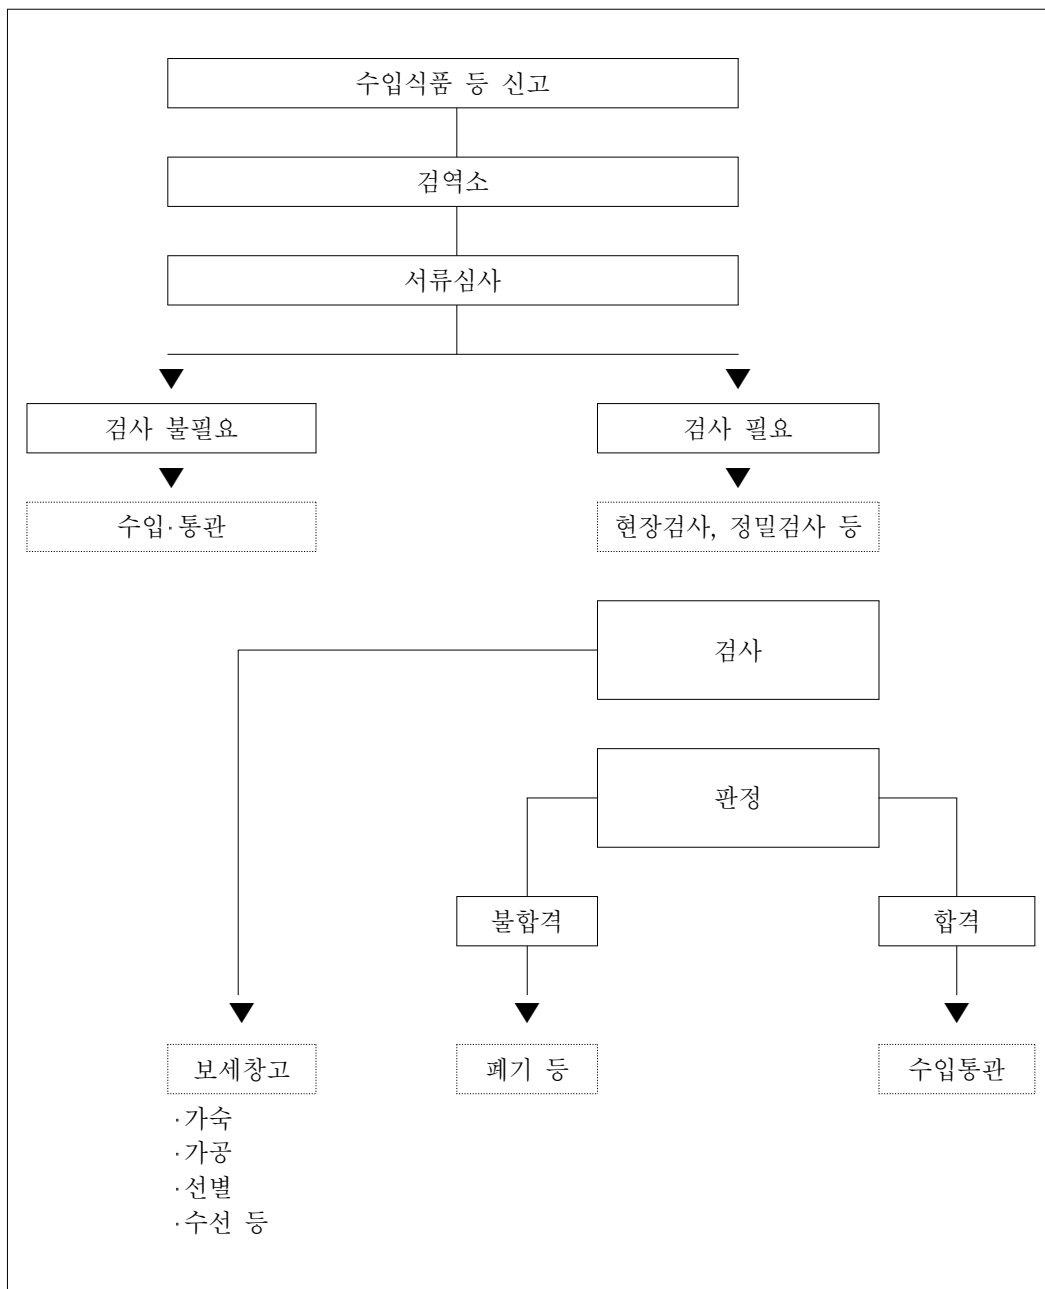 수입식품 등 신고
검역소
서류심사
검사 불필요
검사 필요
수입·통관
현장검사, 정밀검사 등
검사
판정
불합격
합격
보세창고
폐기 등
수입통관
·가숙
·가공
·선별
·수선 등